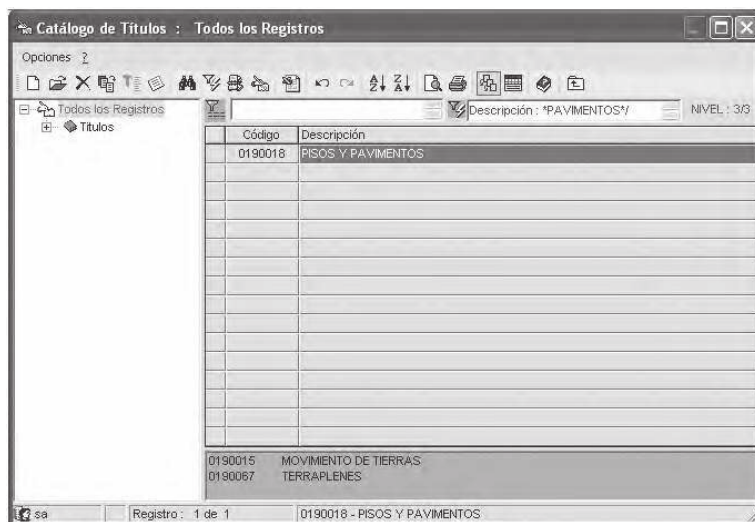 Catálogo de Títulos : Todos los Registros
Opciones ?
Todos los Registros
Títulos
Descripción : *PAVIMENTOS*/
NIVEL : 3/3
Código Descripción
0190018 PISOS Y PAVIMENTOS
0190015 MOVIMIENTO DE TIERRAS
0190067 TERRAPLENES
sa Registro : 1 de 1 0190018 - PISOS Y PAVIMENTOS